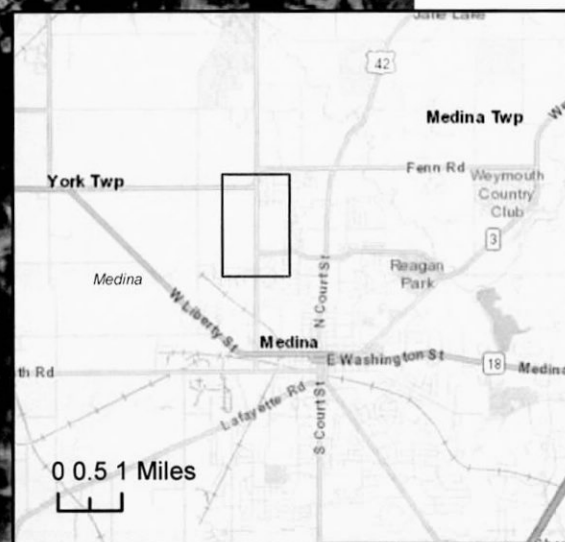 42
Medina Twp
Fenn Rd
Weymouth
Country
Club
York Twp
3
Reagan
Park
Medina
N Court St
W Liberty St
Medina
E Washington St
18
Medina
th Rd
Lafayette Rd
S Court St
0 0.5 1 Miles